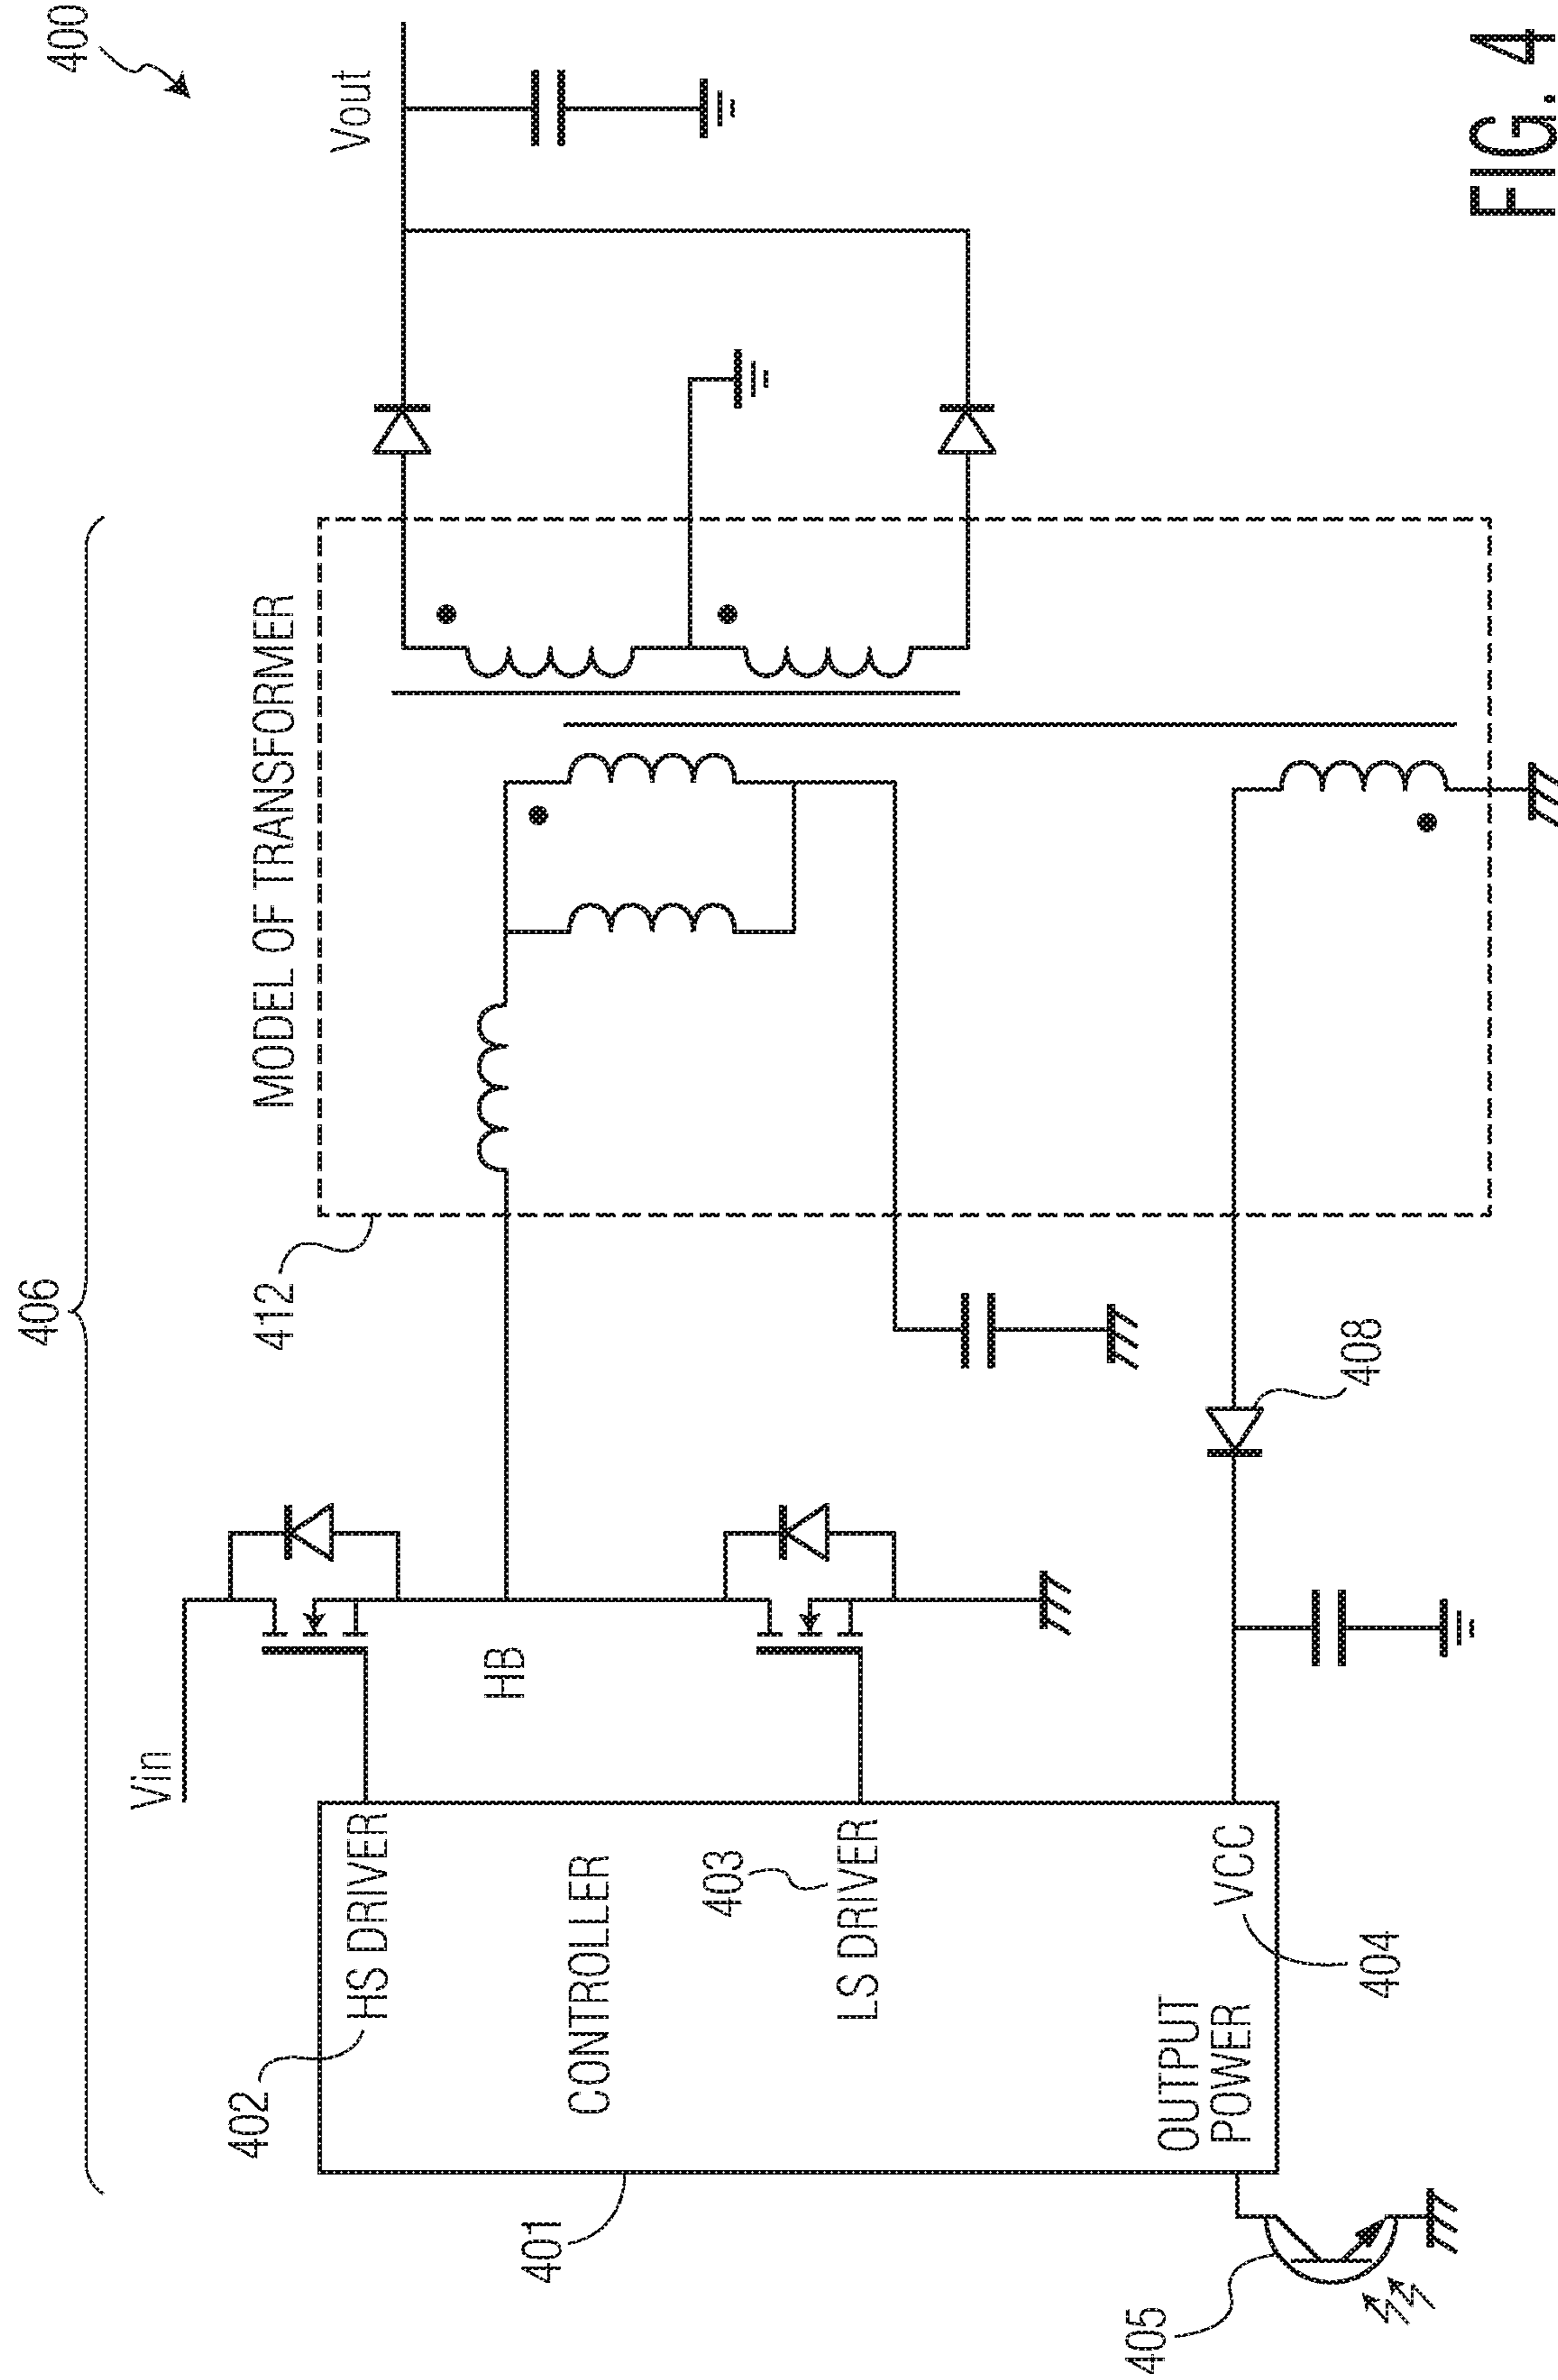 400
406
Vin
Vout
MODEL OF TRANSFORMER
412
402
HS DRIVER
HB
CONTROLLER
401
403
LS DRIVER
OUTPUT
POWER
VCC
404
408
405
FIG. 4